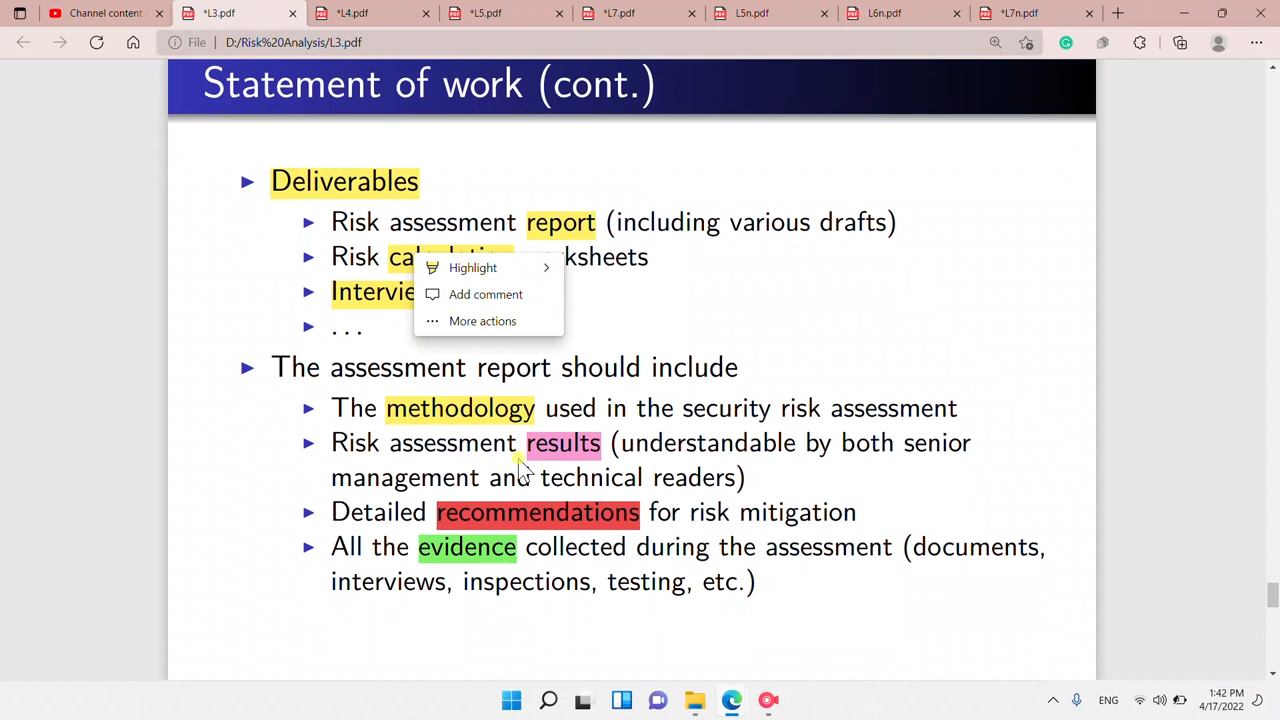 Channel content
*L3.pdf
*L4.pdf
*L5.pdf
*L7.pdf
L5n.pdf
L6n.pdf
*L7n.pdf
File
D:/Risk%20Analysis/L3.pdf
Statement of work (cont.)
Deliverables
Risk assessment report (including various drafts)
Risk
Highlight
Add comment
More actions
...
The assessment report should include
The methodology used in the security risk assessment
Risk assessment results (understandable by both senior
management and technical readers)
Detailed recommendations for risk mitigation
All the evidence collected during the assessment (documents,
interviews, inspections, testing, etc.)
ENG
1:42 PM
4/17/2022